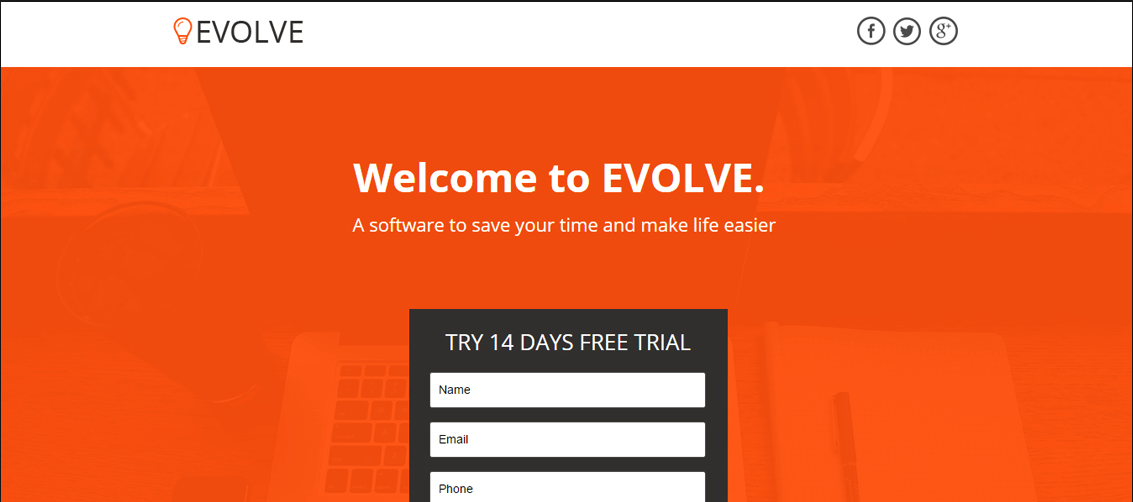 EVOLVE
Welcome to EVOLVE.
A software to save your time and make life easier
TRY 14 DAYS FREE TRIAL
Name
Email
Phone